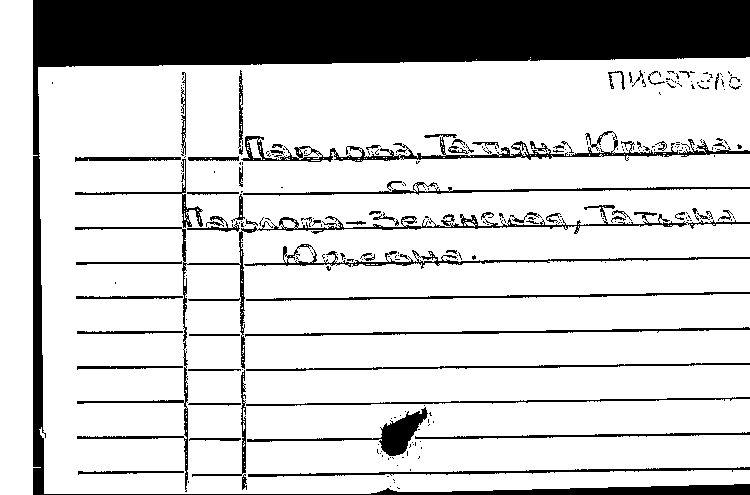 писатель
Павлова, Татьяна Юрьевна.
см.
Павлова-Зеленская, Татьяна
Юрьевна.